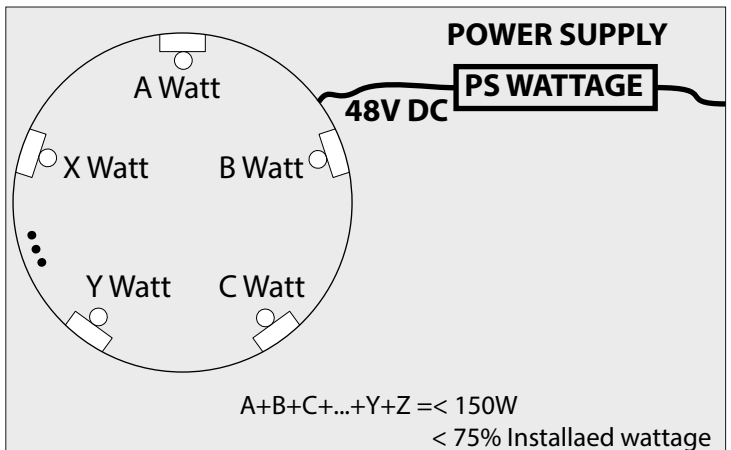 POWER SUPPLY
PS WATTAGE
48V DC
A Watt
X Watt
B Watt
Y Watt
C Watt
A+B+C+...+Y+Z =< 150W
< 75% Installaed wattage